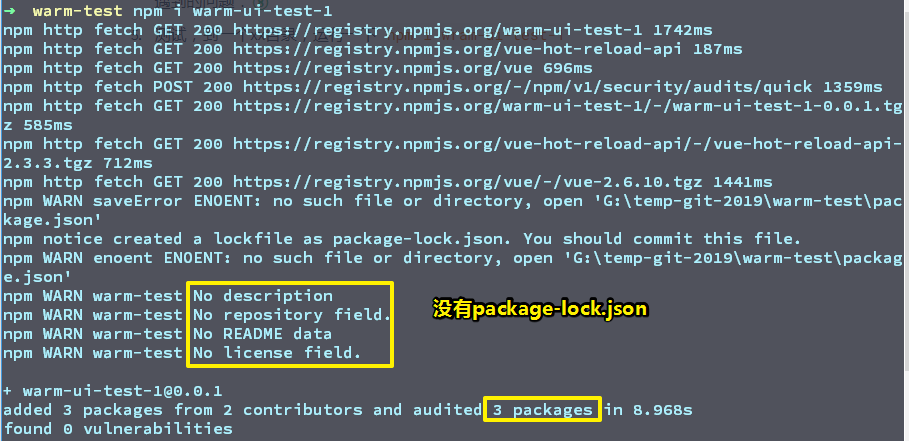 ➜ warm-test npm i warm-ui-test-1
npm http fetch GET 200 https://registry.npmjs.org/warm-ui-test-1 1742ms
npm http fetch GET 200 https://registry.npmjs.org/vue-hot-reload-api 187ms
npm http fetch GET 200 https://registry.npmjs.org/vue 696ms
npm http fetch POST 200 https://registry.npmjs.org/-/npm/v1/security/audits/quick 1359ms
npm http fetch GET 200 https://registry.npmjs.org/warm-ui-test-1/-/warm-ui-test-1-0.0.1.tg
z 585ms
npm http fetch GET 200 https://registry.npmjs.org/vue-hot-reload-api/-/vue-hot-reload-api-
2.3.3.tgz 712ms
npm http fetch GET 200 https://registry.npmjs.org/vue/-/vue-2.6.10.tgz 1441ms
npm WARN saveError ENOENT: no such file or directory, open 'G:\temp-git-2019\warm-test\pac
kage.json'
npm notice created a lockfile as package-lock.json. You should commit this file.
npm WARN enoent ENOENT: no such file or directory, open 'G:\temp-git-2019\warm-test\packag
e.json'
npm WARN warm-test No description
npm WARN warm-test No repository field.
没有package-lock.json
npm WARN warm-test No README data
npm WARN warm-test No license field.
+ warm-ui-test-1@0.0.1
added 3 packages from 2 contributors and audited 3 packages in 8.968s
found 0 vulnerabilities